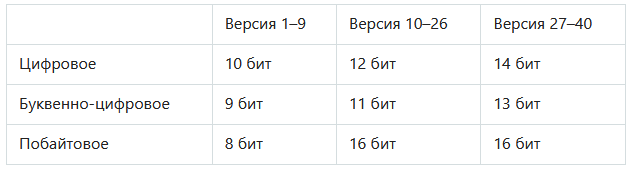 Версия 1–9 Версия 10–26 Версия 27–40
Цифровое 10 бит 12 бит 14 бит
Буквенно-цифровое 9 бит 11 бит 13 бит
Побайтовое 8 бит 16 бит 16 бит